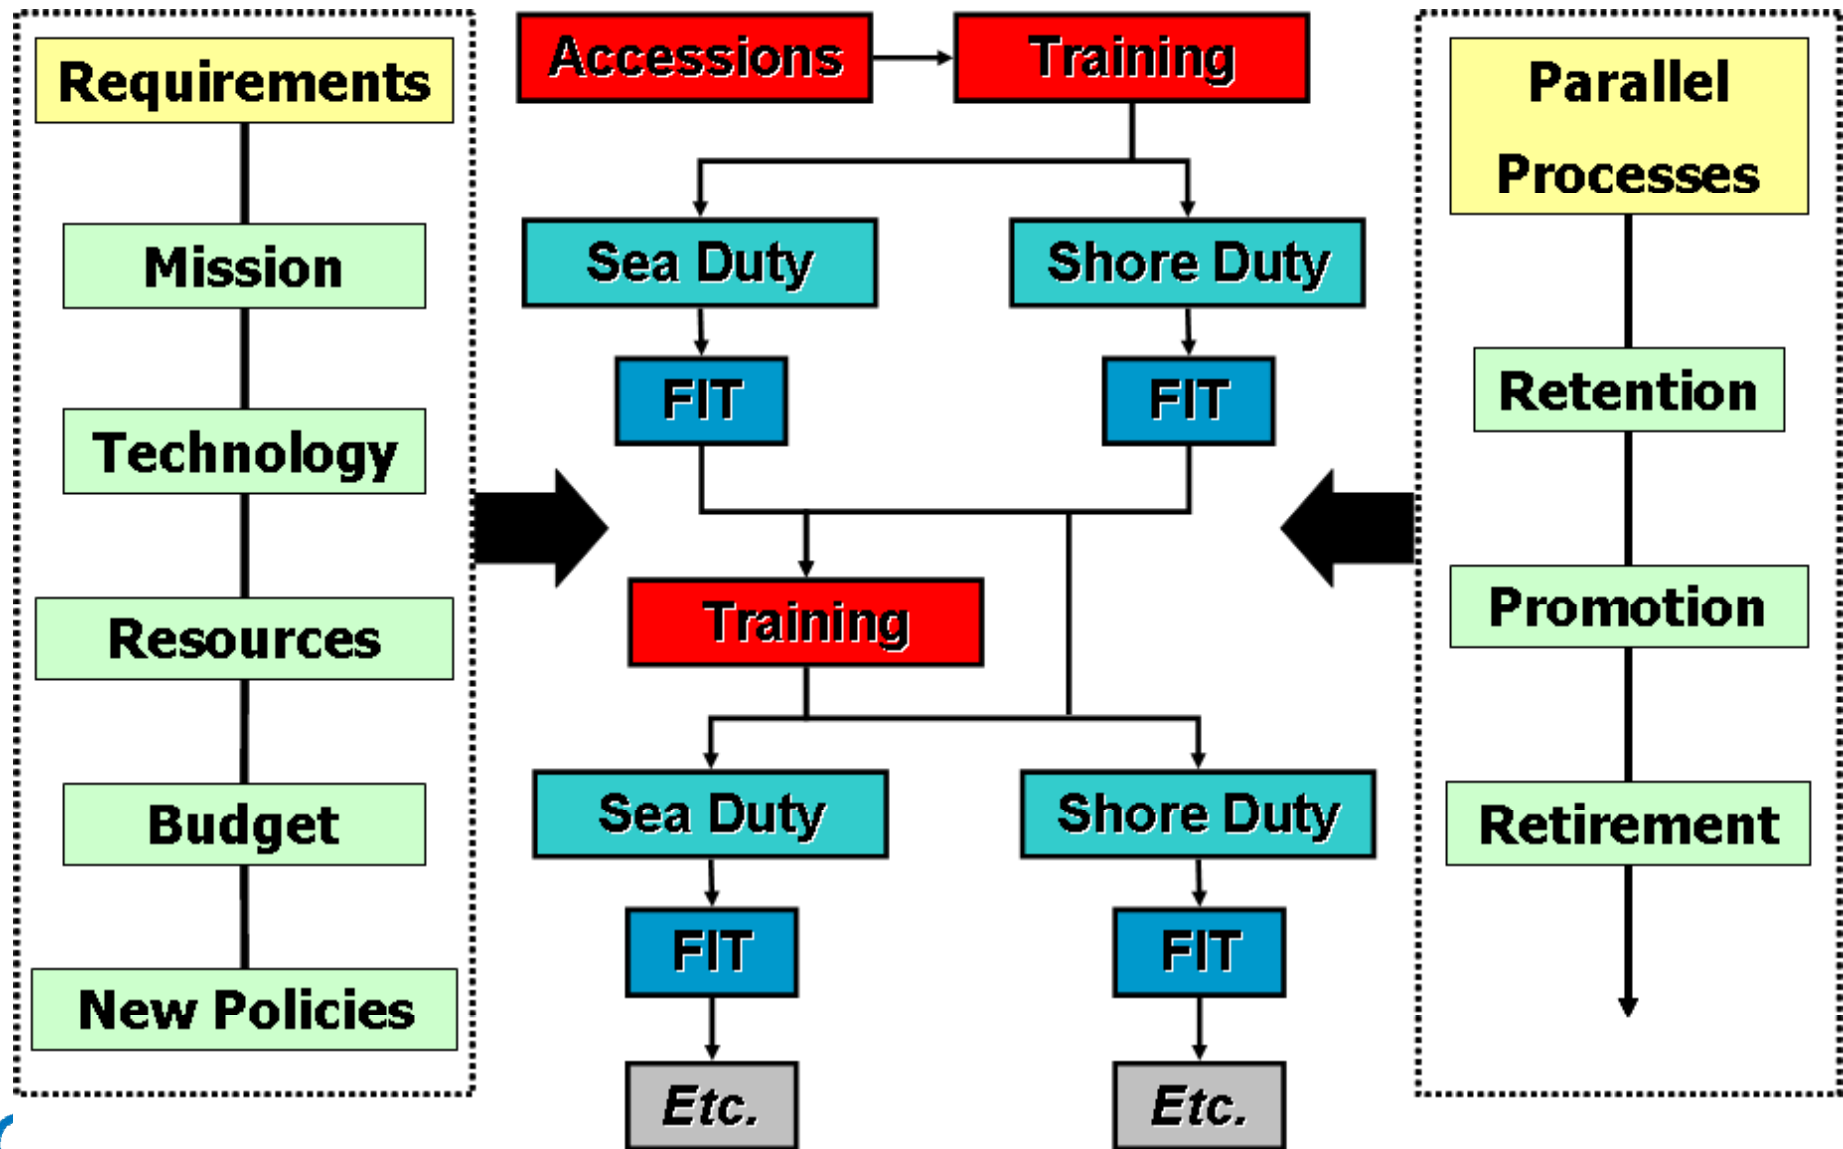 Requirements
Mission
Technology
Resources
Budget
New Policies
Accessions
Training
Sea Duty
Shore Duty
FIT
FIT
Training
Sea Duty
Shore Duty
FIT
FIT
Etc.
Etc.
Parallel
Processes
Retention
Promotion
Retirement